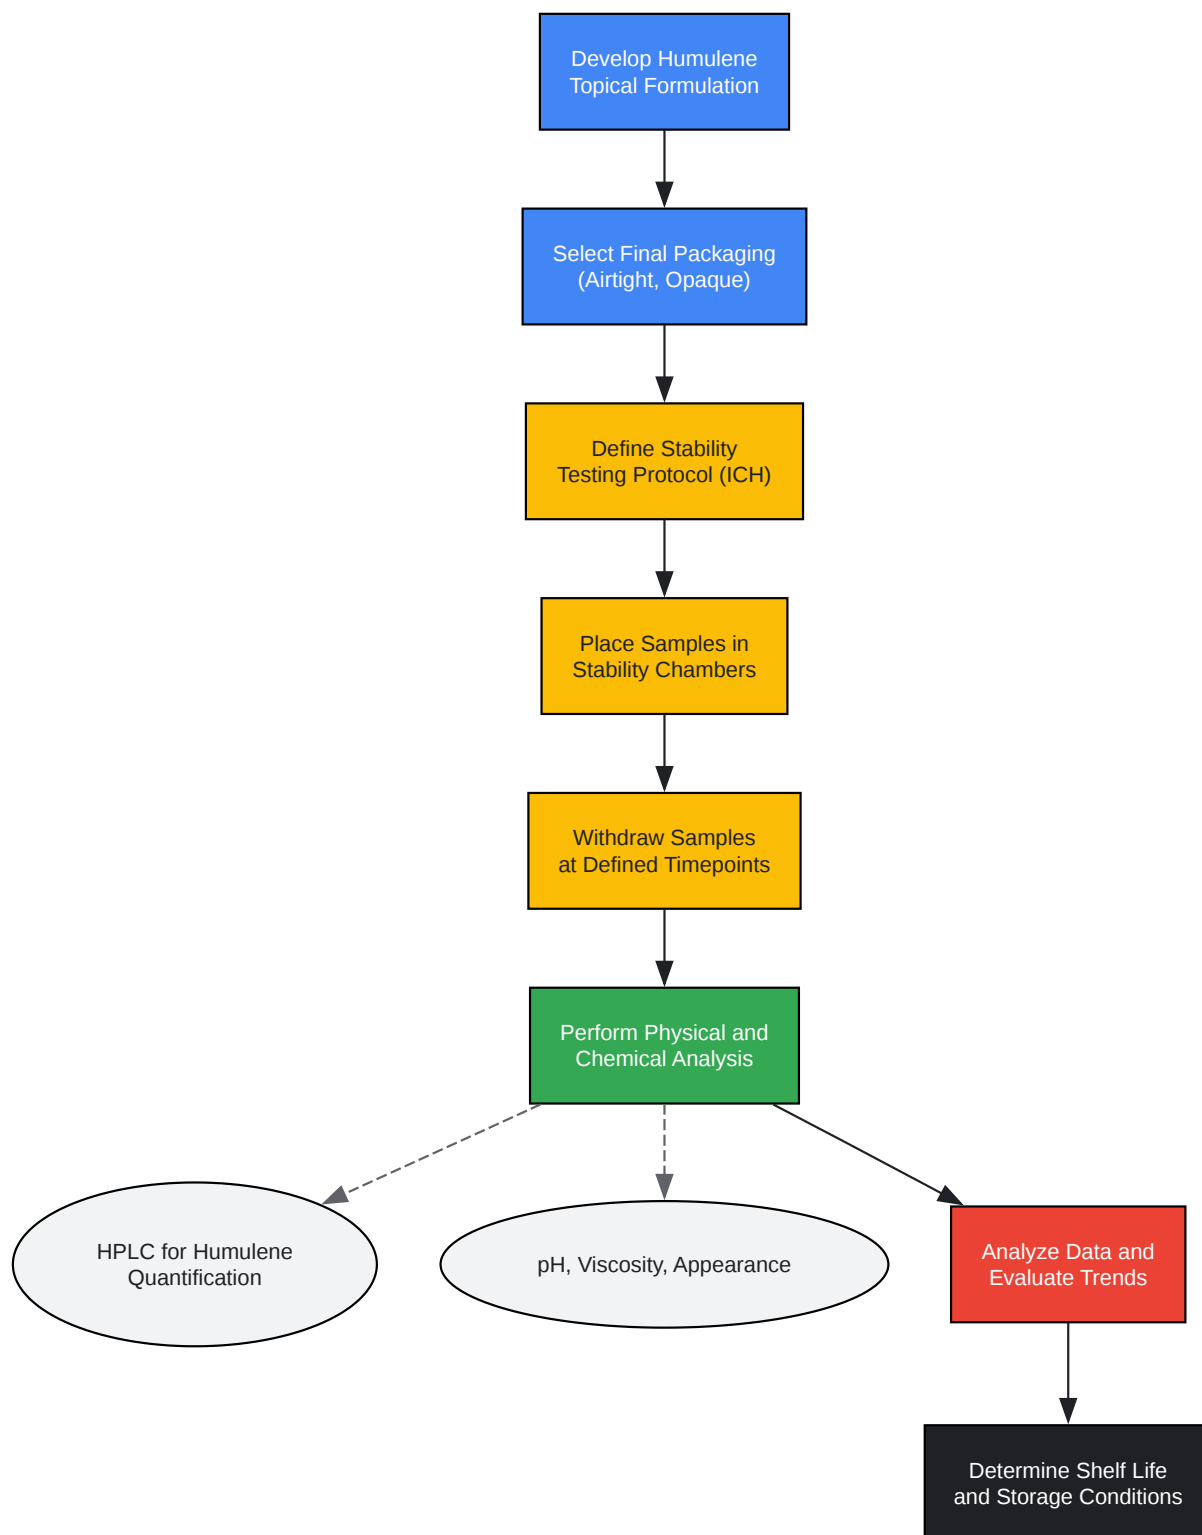 Develop Humulene
Topical Formulation
Select Final Packaging
(Airtight, Opaque)
Define Stability
Testing Protocol (ICH)
Place Samples in
Stability Chambers
Withdraw Samples
at Defined Timepoints
Perform Physical and
Chemical Analysis
HPLC for Humulene
Quantification
pH, Viscosity, Appearance
Analyze Data and
Evaluate Trends
Determine Shelf Life
and Storage Conditions